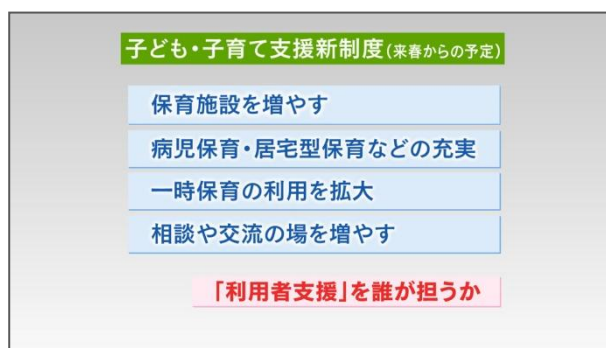 子ども・子育て支援新制度(来春からの予定)
保育施設を増やす
病児保育・居宅型保育などの充実
一時保育の利用を拡大
相談や交流の場を増やす
「利用者支援」を誰が担うか